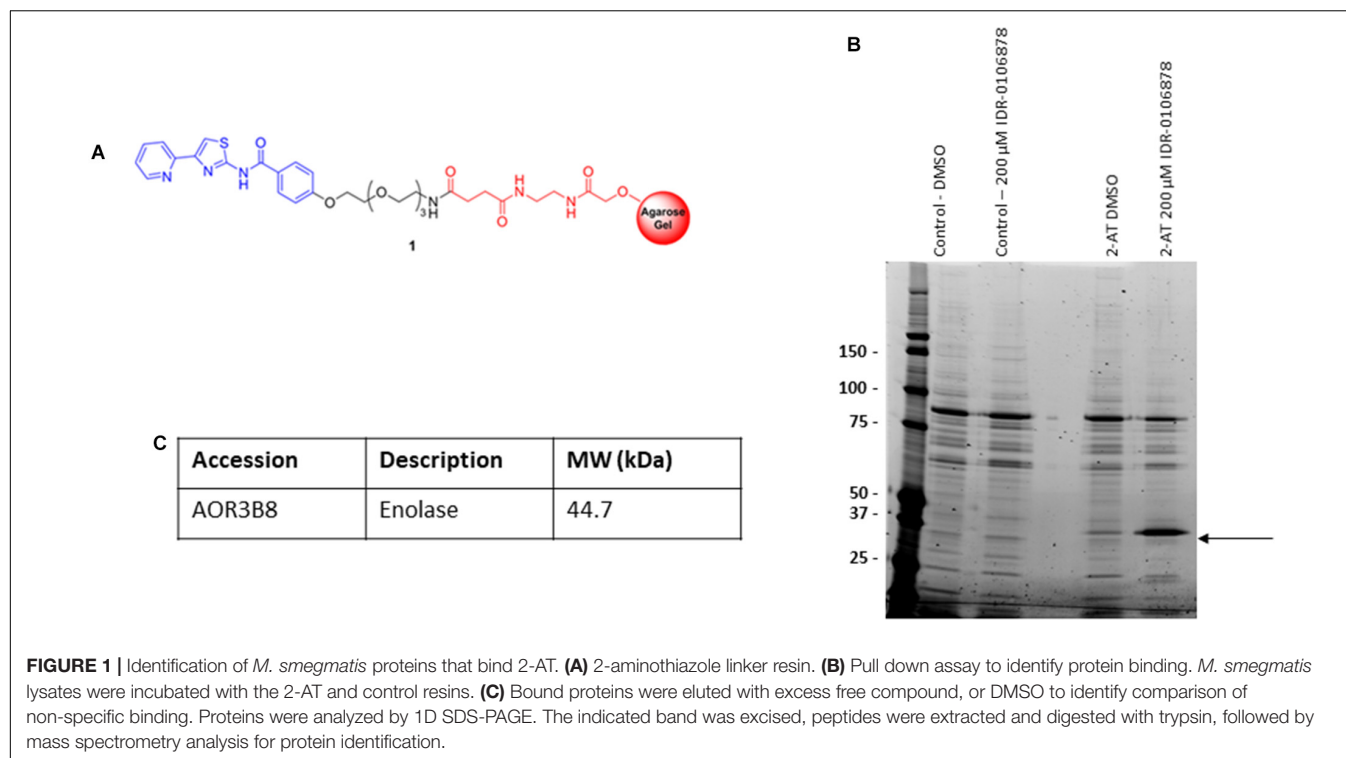 B
Control - DMSO
Control – 200 µM IDR-0106878
2-AT DMSO
2-AT 200 µM IDR-0106878
A
N
S
N
O
N
H
O
O
3
N
H
O
O
H
N
N
H
O
O
Agarose
Gel
1
150 -
100 -
75 -
50 -
37 -
25 -
C
Accession
Description
MW (kDa)
AOR3B8
Enolase
44.7
FIGURE 1 | Identification of M. smegmatis proteins that bind 2-AT. (A) 2-aminothiazole linker resin. (B) Pull down assay to identify protein binding. M. smegmatis
lysates were incubated with the 2-AT and control resins. (C) Bound proteins were eluted with excess free compound, or DMSO to identify comparison of
non-specific binding. Proteins were analyzed by 1D SDS-PAGE. The indicated band was excised, peptides were extracted and digested with trypsin, followed by
mass spectrometry analysis for protein identification.